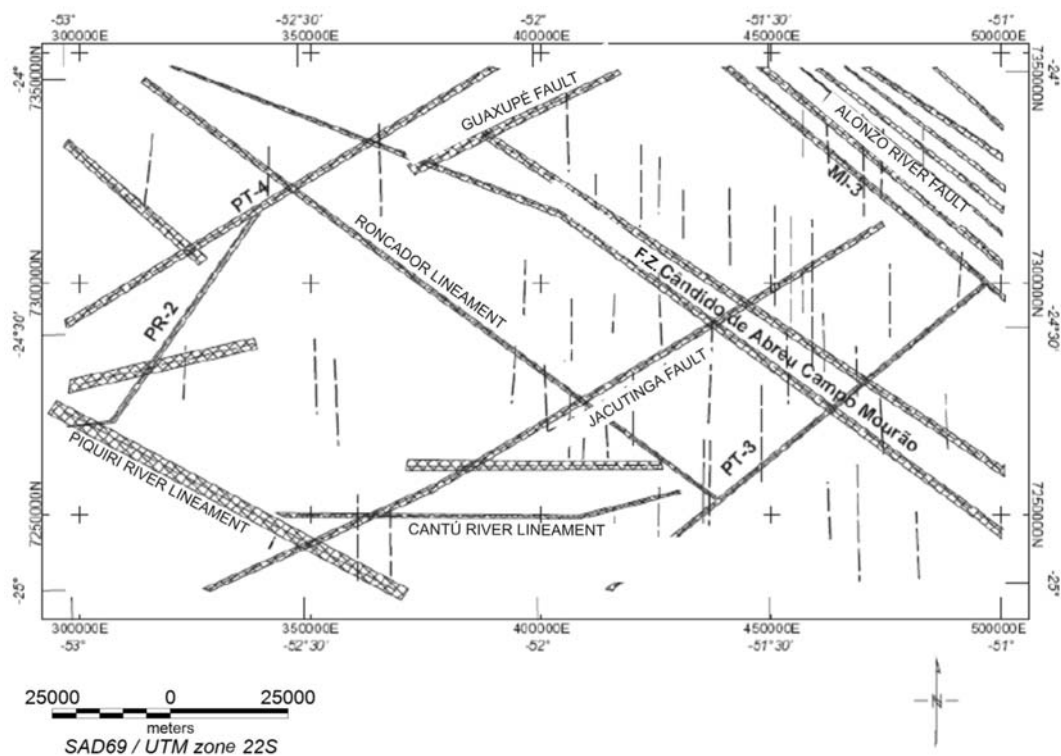 -53° -52°30' -52 -51°30' -51°
300000E 350000E 400000E 450000E 500000E
-24°
7350000N
-24°
7350000N
GUAXUPÉ FAULT
ALONZO RIVER FAULT
MI-3
PT-4
RONCADOR LINEAMENT
7300000N
7300000N
F.Z.Cândido de Abreu Campo Mourão
PR-2
-24°30'
-24°30'
JACUTINGA FAULT
PIQUIRI RIVER LINEAMENT
PT-3
7250000N
7250000N
CANTÚ RIVER LINEAMENT
-25°
-25°
300000E 350000E 400000E 450000E 500000E
-53° -52°30' -52 -51°30' -51°
25000 0 25000
meters
SAD69 / UTM zone 22S
N